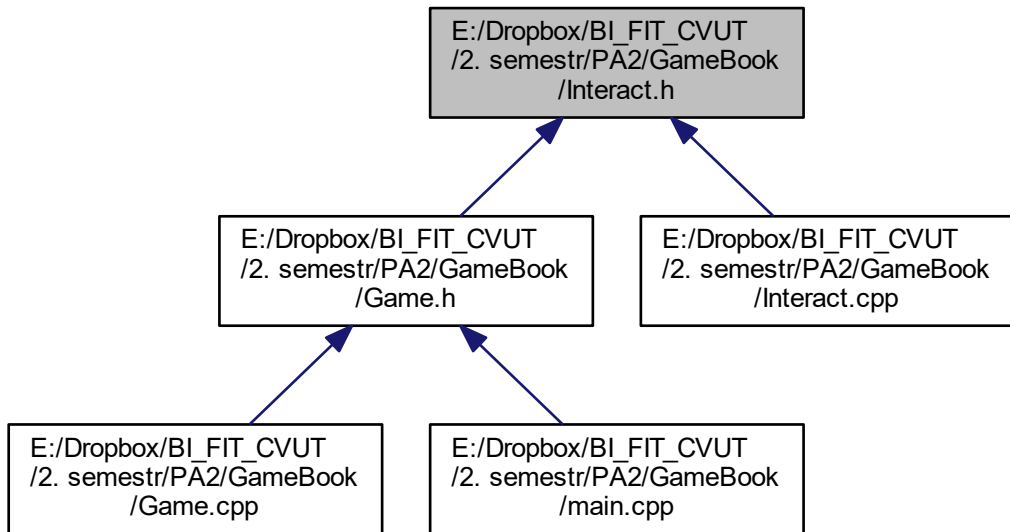 E:/Dropbox/BI_FIT_CVUT
/2. semestr/PA2/GameBook
/Interact.h
E:/Dropbox/BI_FIT_CVUT
/2. semestr/PA2/GameBook
/Game.h
E:/Dropbox/BI_FIT_CVUT
/2. semestr/PA2/GameBook
/Interact.cpp
E:/Dropbox/BI_FIT_CVUT
/2. semestr/PA2/GameBook
/Game.cpp
E:/Dropbox/BI_FIT_CVUT
/2. semestr/PA2/GameBook
/main.cpp